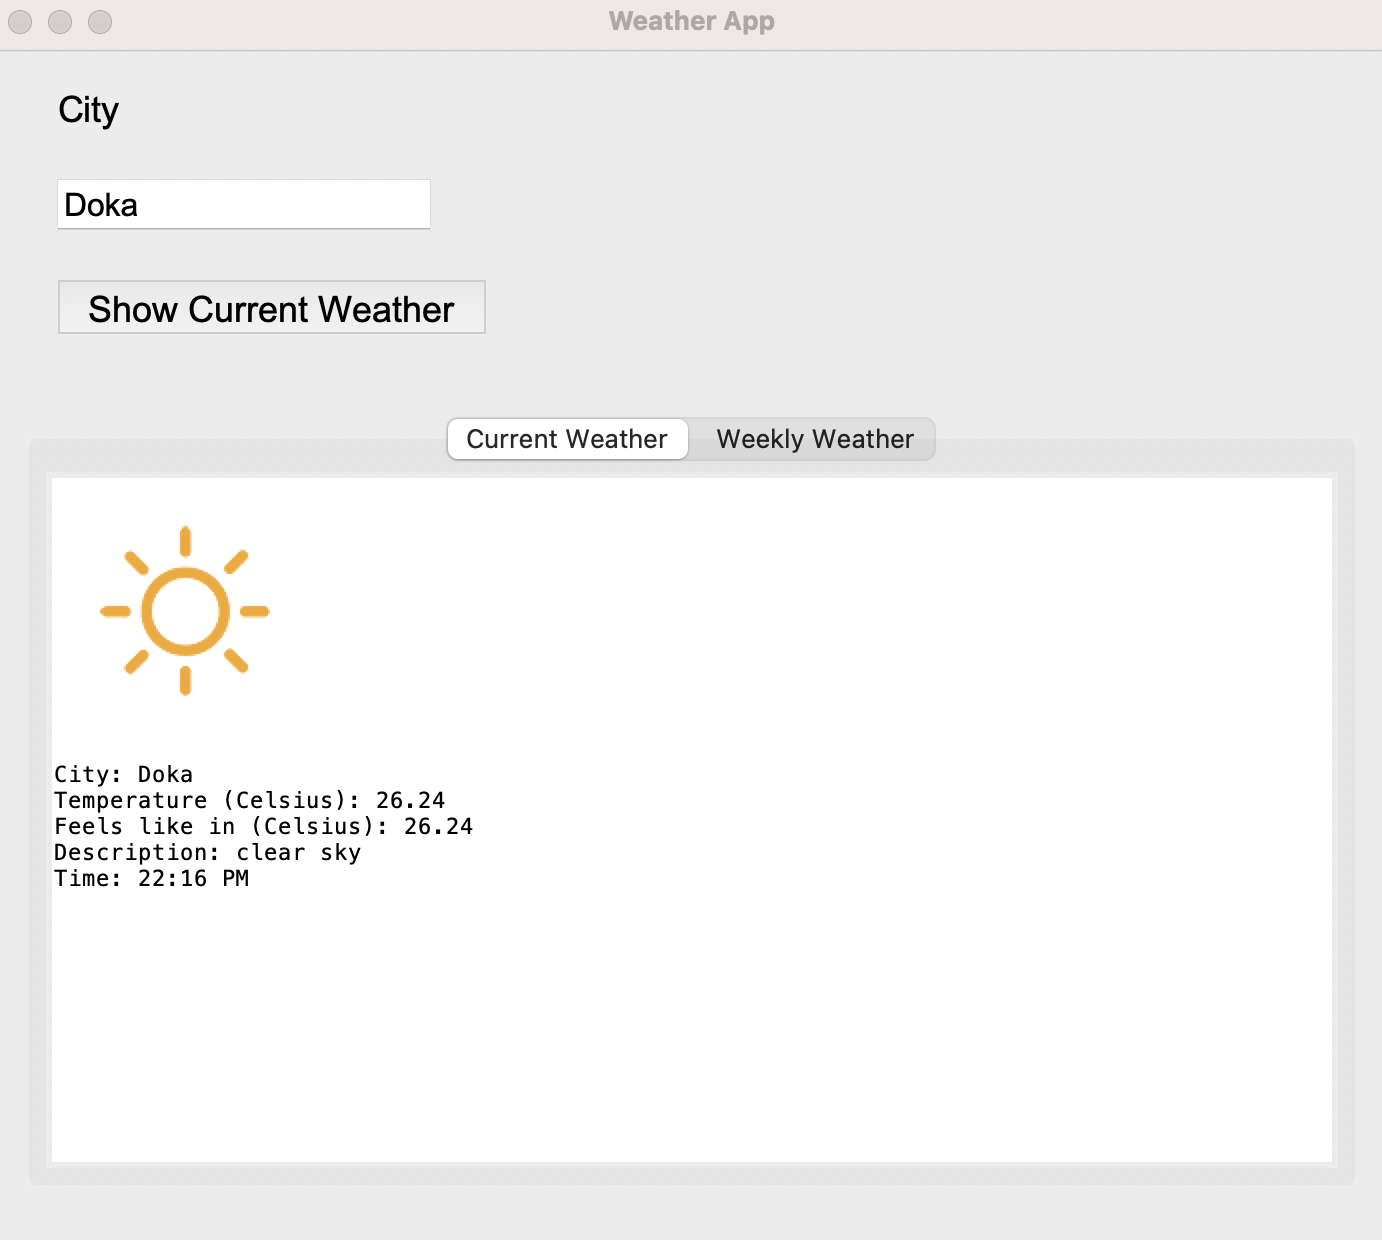 Weather App
City
Doka
Show Current Weather
Current Weather Weekly Weather
City: Doka
Temperature (Celsius): 26.24
Feels like in (Celsius): 26.24
Description: clear sky
Time: 22:16 PM